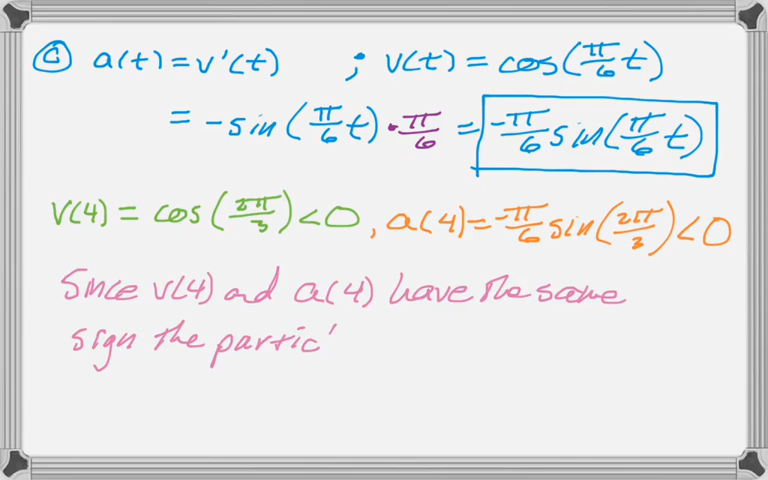 Ⓒ a(t) = v'(t) ; v(t) = cos(π/6 t)
= -sin(π/6 t) · π/6 = -π/6 sin(π/6 t)
v(4) = cos(2π/3) < 0, a(4) = -π/6 sin(2π/3) < 0
Since v(4) and a(4) have the same
sign the partic'